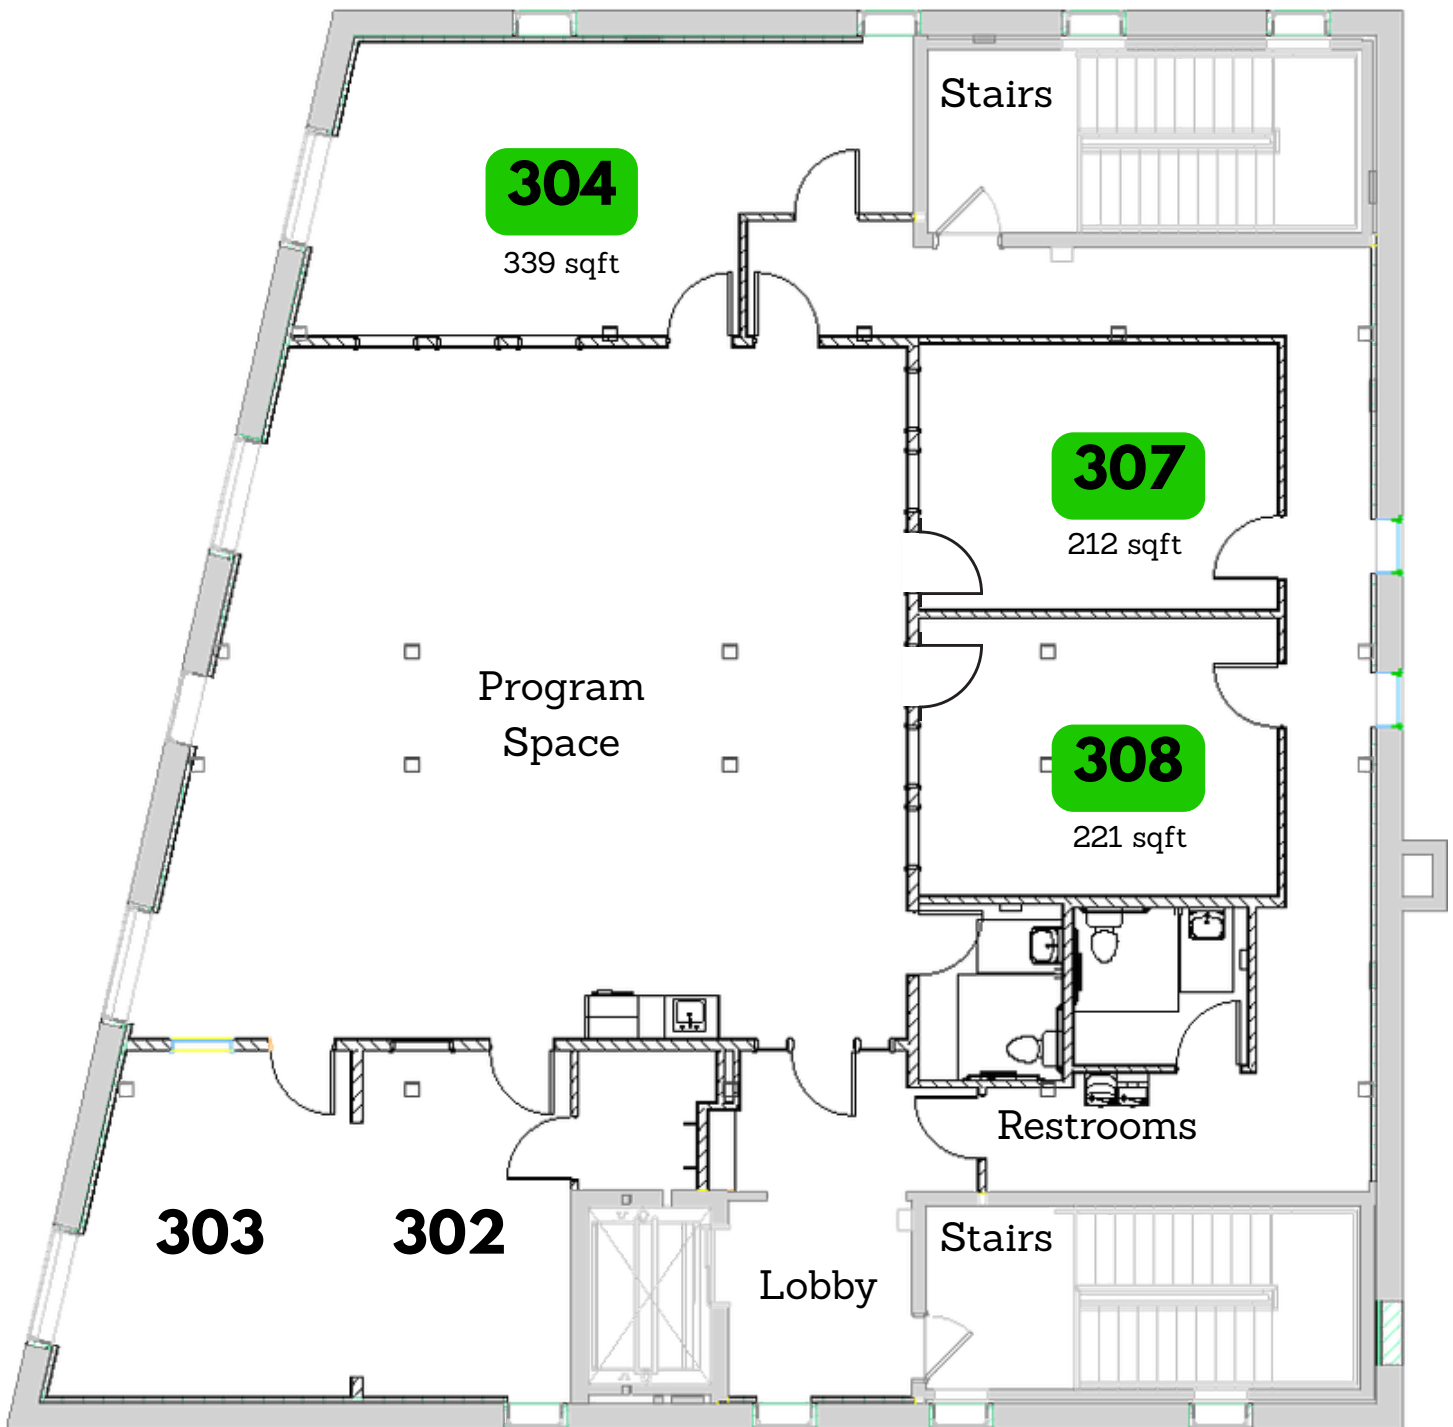 Stairs
304
339 sqft
307
212 sqft
Program
Space
308
221 sqft
Restrooms
303
302
Stairs
Lobby